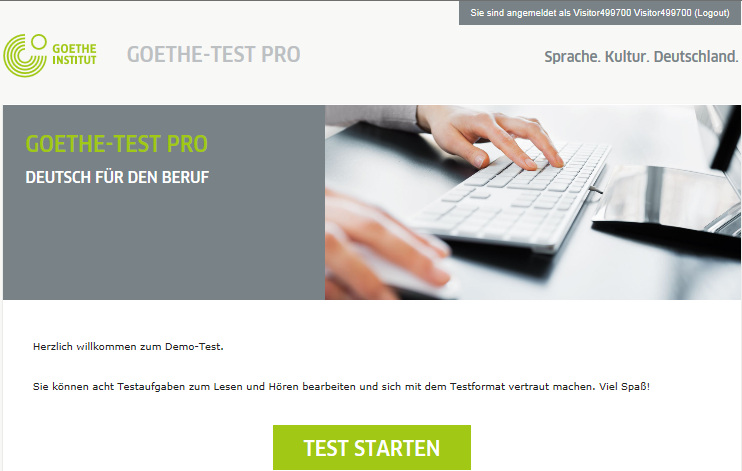 Sie sind angemeldet als Visitor499700 Visitor499700 (Logout)
GOETHE
INSTITUT
GOETHE-TEST PRO
Sprache. Kultur. Deutschland.
GOETHE-TEST PRO
DEUTSCH FÜR DEN BERUF
Herzlich willkommen zum Demo-Test.
Sie können acht Testaufgaben zum Lesen und Hören bearbeiten und sich mit dem Testformat vertraut machen. Viel Spaß!
TEST STARTEN